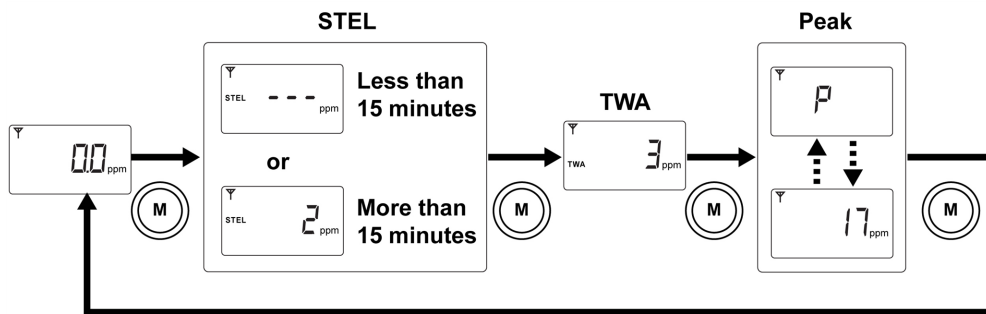 STEL
Peak
STEL
---
ppm
Less than
15 minutes
P
TWA
0.0 ppm
TWA
3 ppm
or
M
STEL
2 ppm
More than
15 minutes
M
M
17 ppm
M